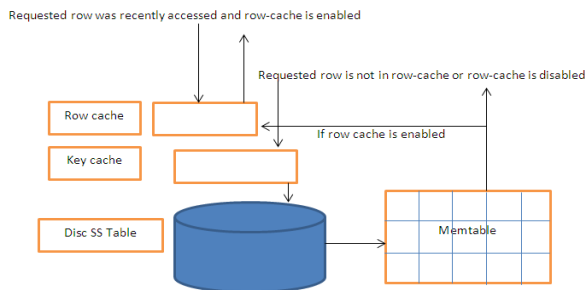 Requested row was recently accessed and row-cache is enabled
Requested row is not in row-cache or row-cache is disabled
Row cache
If row cache is enabled
Key cache
Disc SS Table
Memtable